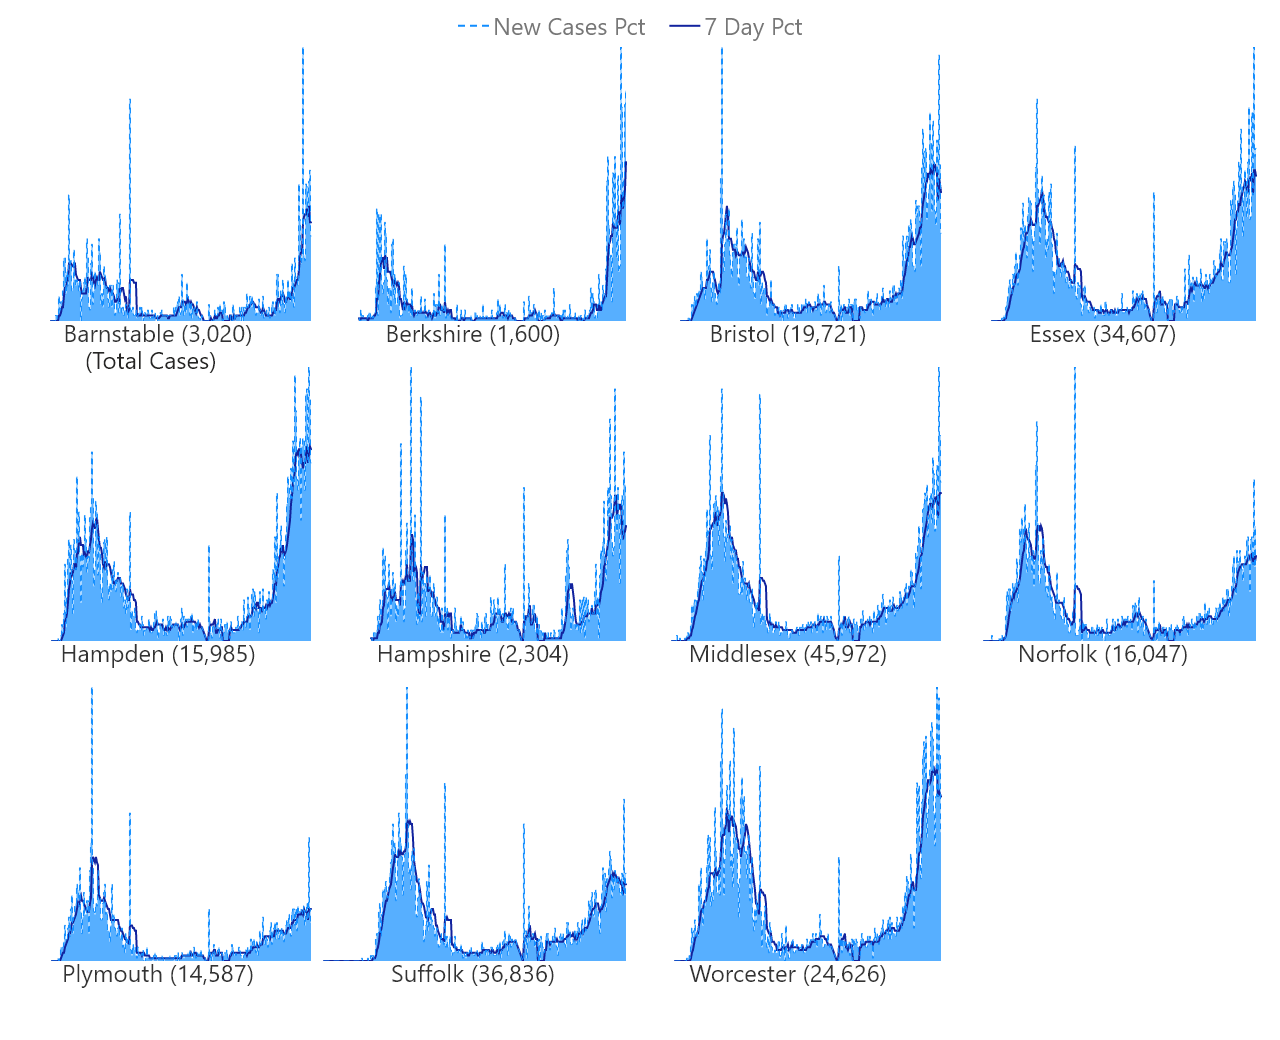 New Cases Pct 7 Day Pct
Barnstable (3,020)
(Total Cases)
Berkshire (1,600)
Bristol (19,721)
Essex (34,607)
Hampden (15,985)
Hampshire (2,304)
Middlesex (45,972)
Norfolk (16,047)
Plymouth (14,587)
Suffolk (36,836)
Worcester (24,626)